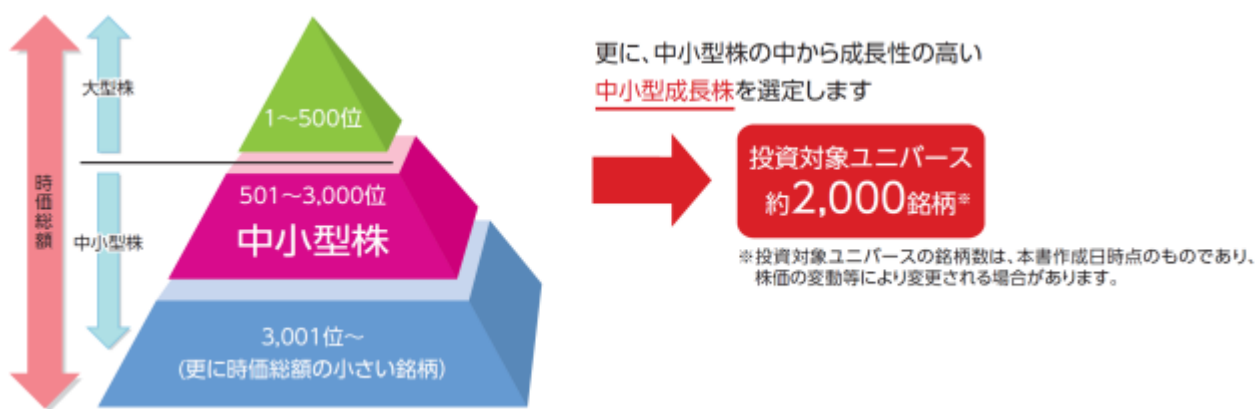 時価総額
大型株
中小型株
1～500位
501～3,000位
中小型株
3,001位～
(更に時価総額の小さい銘柄)
更に、中小型株の中から成長性の高い
中小型成長株を選定します
投資対象ユニバース
約2,000銘柄※
※投資対象ユニバースの銘柄数は、本書作成日時点のものであり、
株価の変動等により変更される場合があります。